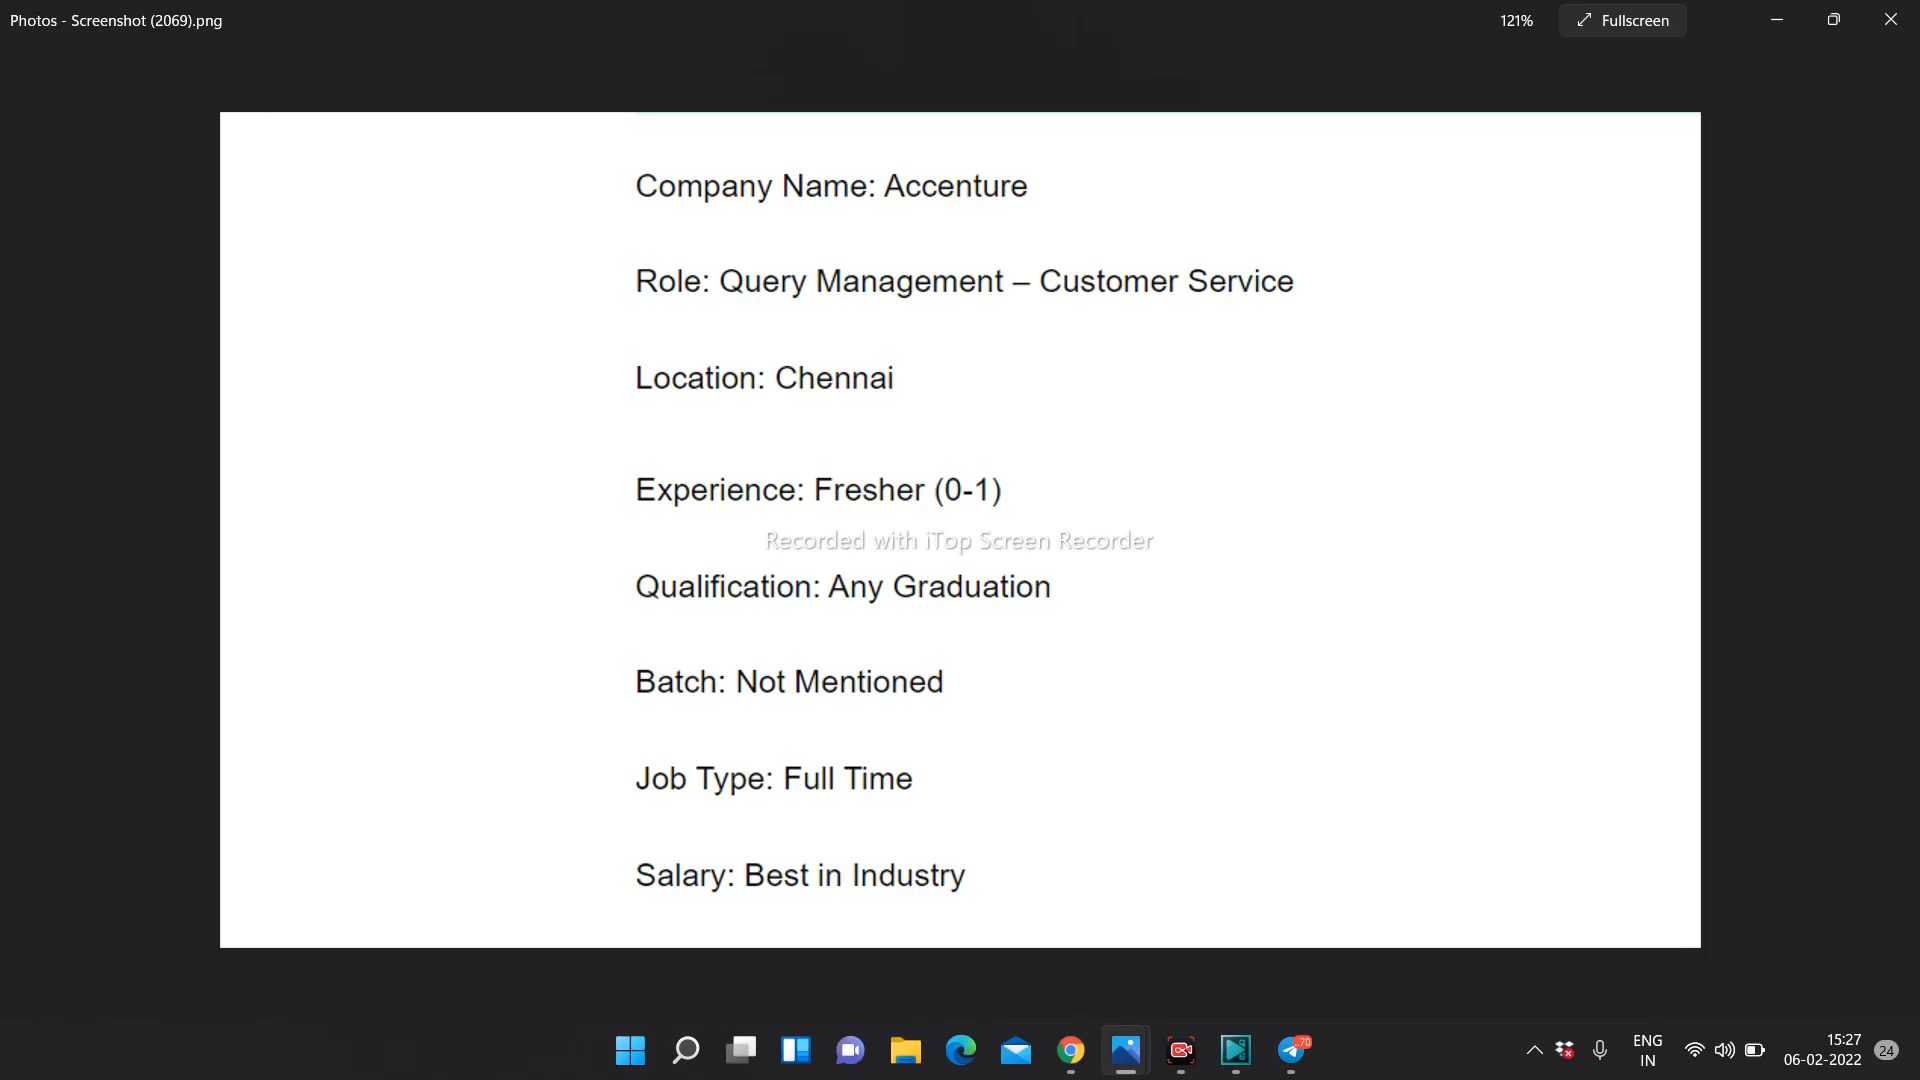 Photos - Screenshot (2069).png
121%
Fullscreen
Company Name: Accenture
Role: Query Management – Customer Service
Location: Chennai
Experience: Fresher (0-1)
Recorded with iTop Screen Recorder
Qualification: Any Graduation
Batch: Not Mentioned
Job Type: Full Time
Salary: Best in Industry
70
ENG
IN
15:27
06-02-2022
24